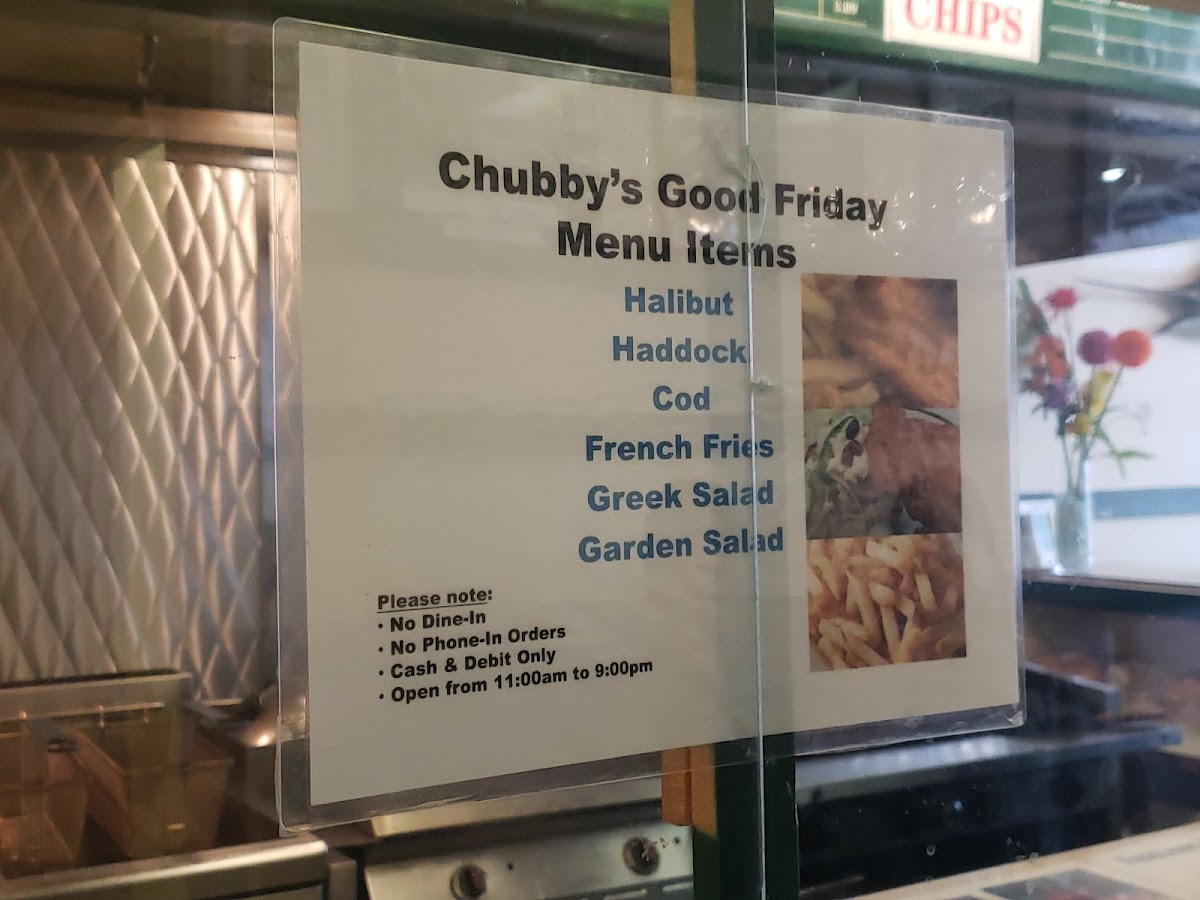 CHIPS
Chubby's Good Friday
Menu Items
Halibut
Haddock
Cod
French Fries
Greek Salad
Garden Salad
Please note:
• No Dine-In
• No Phone-In Orders
• Cash & Debit Only
• Open from 11:00am to 9:00pm